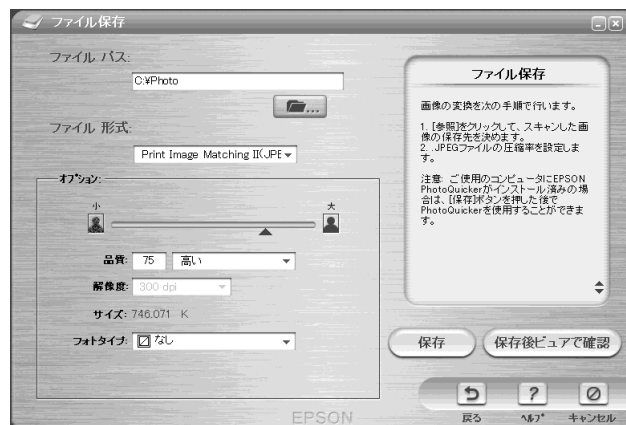 ファイル保存
ファイル パス:
C:¥Photo
...
ファイル 形式:
Print Image Matching II(JPE
オプション:
小
大
品質: 75 高い
解像度: 300 dpi
サイズ: 746.071 K
フォトタイプ: なし
EPSON
ファイル保存
画像の変換を次の手順で行います。
1. [参照]をクリックして、スキャンした画
像の保存先を決めます。
2. .JPEGファイルの圧縮率を設定しま
す。
注意: ご使用のコンピュータにEPSON
PhotoQuickerがインストール済みの場
合は、[保存]ボタンを押した後で
PhotoQuickerを使用することができま
す。
保存
保存後ビュアで確認
戻る
ヘルプ
キャンセル